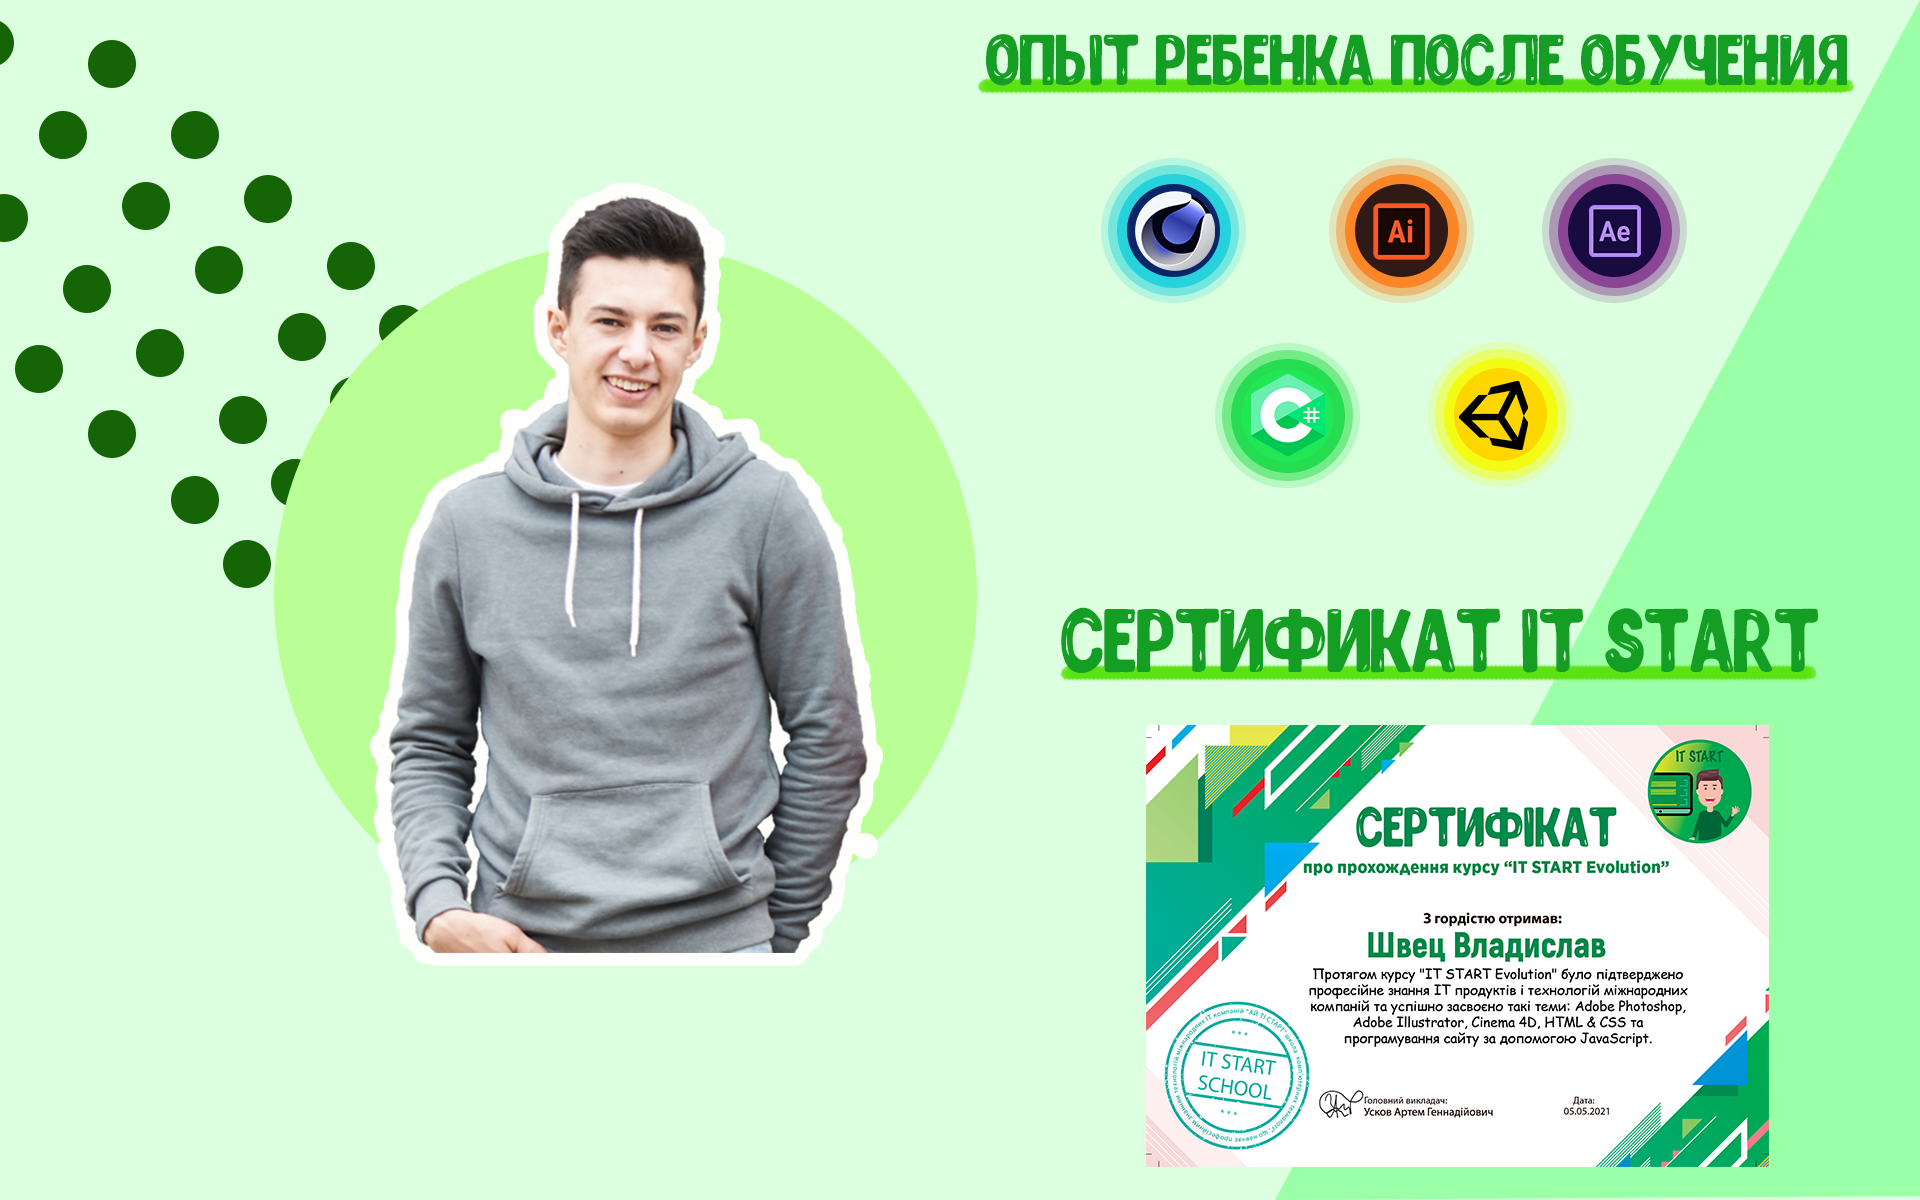 ОПЫТ РЕБЕНКА ПОСЛЕ ОБУЧЕНИЯ
Ai
Ae
C#
СЕРТИФИКАТ IT START
IT START
СЕРТИФІКАТ
про прохождення курсу “IT START Evolution”
З гордістю отримав:
Швец Владислав
Протягом курсу "IT START Evolution" було підтверджено
професійне знання IT продуктів і технологій міжнародних
компаній та успішно засвоєно такі теми: Adobe Photoshop,
Adobe Illustrator, Cinema 4D, HTML & CSS та
програмування сайту за допомогою JavaScript.
IT START
SCHOOL
Головний викладач:
Усков Артем Геннадійович
Дата:
05.05.2021